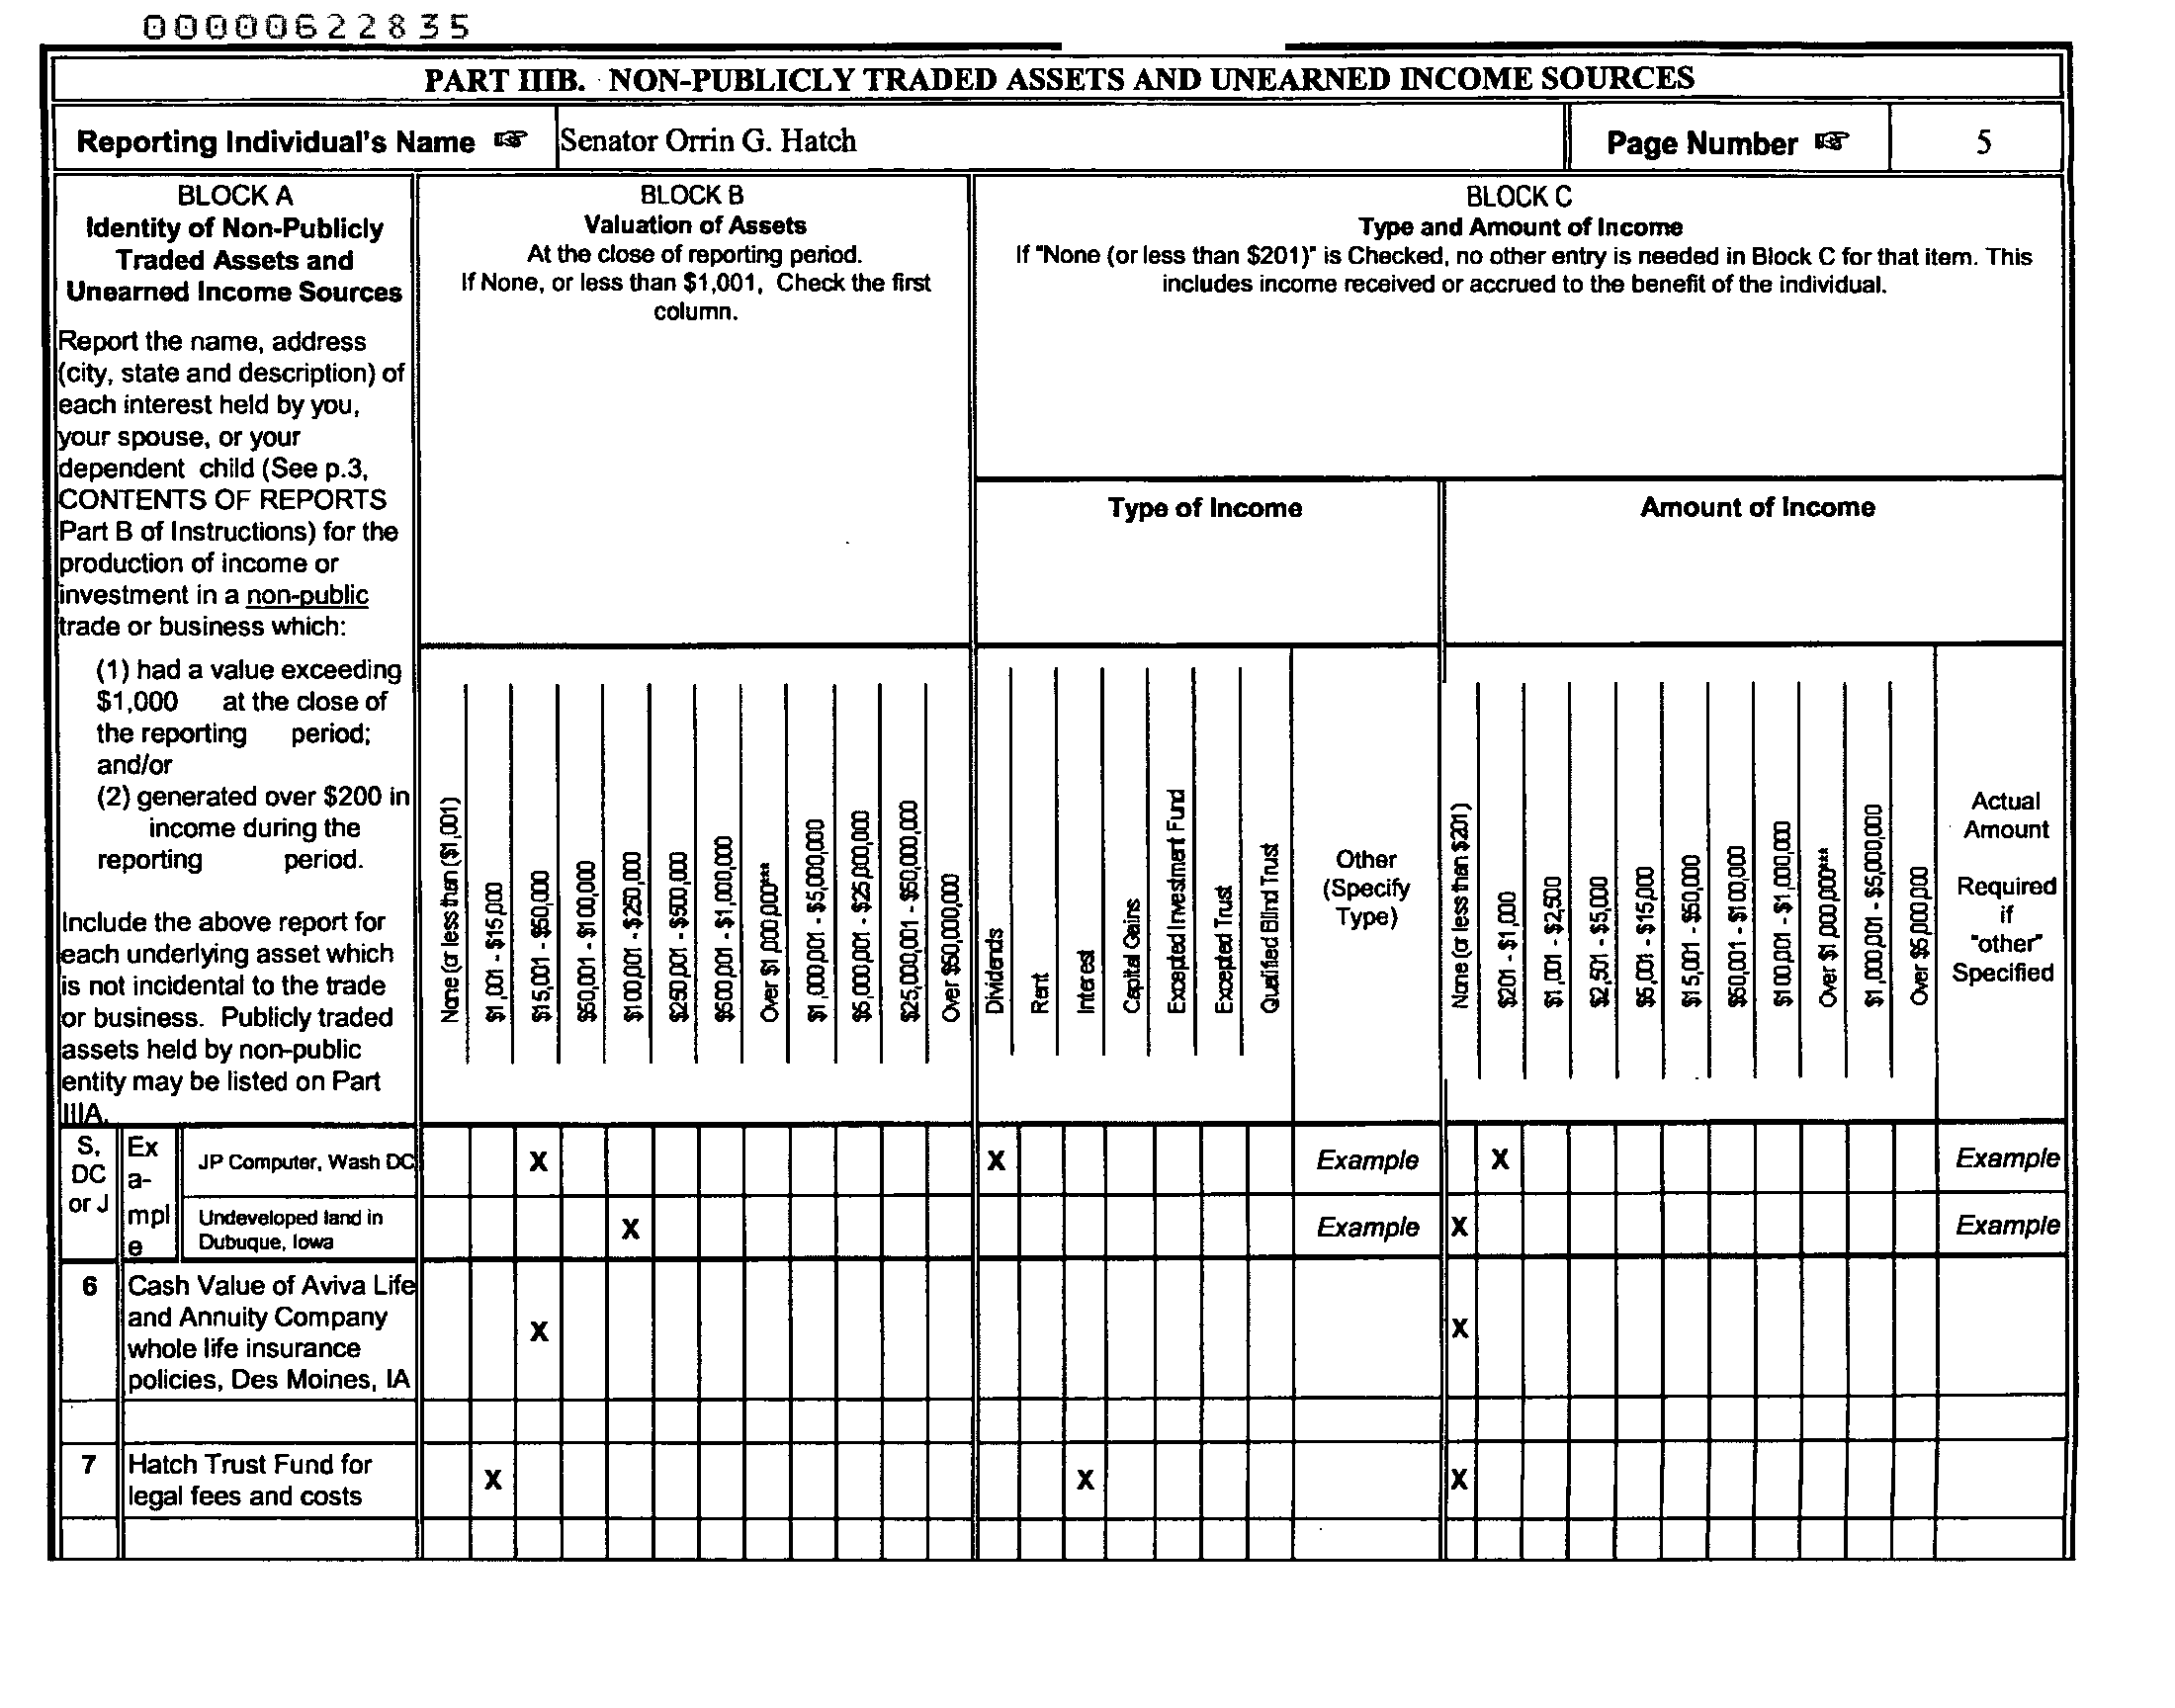 00000622835
PART IIIB. NON-PUBLICLY TRADED ASSETS AND UNEARNED INCOME SOURCES
Reporting Individual's Name ☞ Senator Orrin G. Hatch Page Number ☞ 5
BLOCK A
Identity of Non-Publicly
Traded Assets and
Unearned Income Sources
Report the name, address
(city, state and description) of
each interest held by you,
your spouse, or your
dependent child (See p.3,
CONTENTS OF REPORTS
Part B of Instructions) for the
production of income or
investment in a non-public
trade or business which:
(1) had a value exceeding
$1,000 at the close of
the reporting period;
and/or
(2) generated over $200 in
income during the
reporting period.
Include the above report for
each underlying asset which
is not incidental to the trade
or business. Publicly traded
assets held by non-public
entity may be listed on Part
IIIA.
BLOCK B
Valuation of Assets
At the close of reporting period.
If None, or less than $1,001, Check the first
column.
None (or less than ($1,001)
$1,001 - $15,000
$15,001 - $50,000
$50,001 - $100,000
$100,001 - $250,000
$250,001 - $500,000
$500,001 - $1,000,000
Over $1,000,000***
$1,000,001 - $5,000,000
$5,000,001 - $25,000,000
$25,000,001 - $50,000,000
Over $50,000,000
BLOCK C
Type and Amount of Income
If "None (or less than $201)" is Checked, no other entry is needed in Block C for that item. This
includes income received or accrued to the benefit of the individual.
Type of Income
Dividends
Rent
Interest
Capital Gains
Excepted Investment Fund
Excepted Trust
Qualified Blind Trust
Other
(Specify
Type)
Amount of Income
None (or less than $201)
$201 - $1,000
$1,001 - $2,500
$2,501 - $5,000
$5,001 - $15,000
$15,001 - $50,000
$50,001 - $100,000
$100,001 - $1,000,000
Over $1,000,000***
$1,000,001 - $5,000,000
Over $5,000,000
Actual
Amount
Required
if
"other"
Specified
S,
DC
or J
Ex
a-
mpl
e
JP Computer, Wash DC X X Example X Example
Undeveloped land in
Dubuque, Iowa
X Example X Example
6 Cash Value of Aviva Life
and Annuity Company
whole life insurance
policies, Des Moines, IA
X X
7 Hatch Trust Fund for
legal fees and costs
X X X